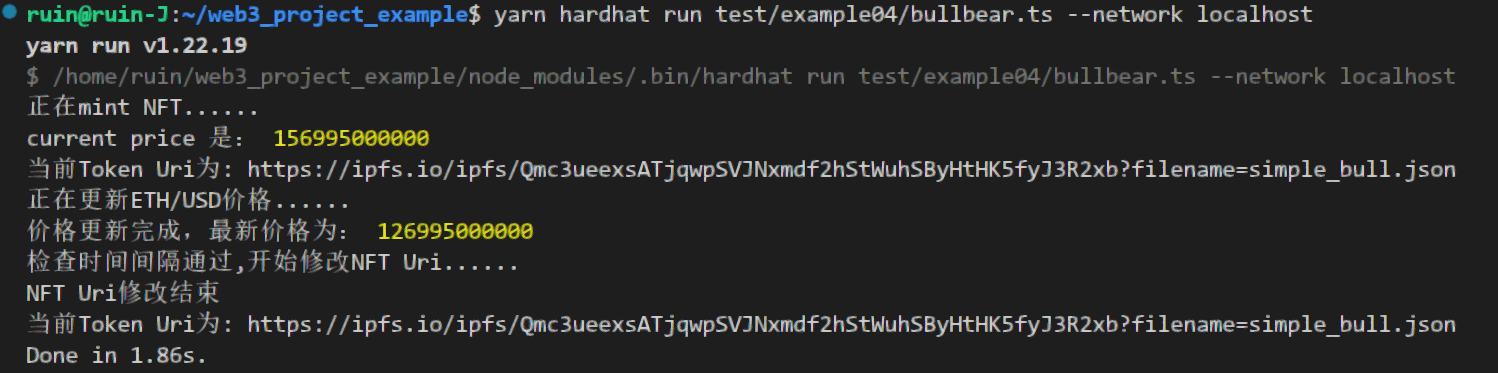 ruin@ruin-J:~/web3_project_example$ yarn hardhat run test/example04/bullbear.ts --network localhost
yarn run v1.22.19
$ /home/ruin/web3_project_example/node_modules/.bin/hardhat run test/example04/bullbear.ts --network localhost
正在mint NFT......
current price 是： 156995000000
当前Token Uri为: https://ipfs.io/ipfs/Qmc3ueexsATjqwpSVJNxmdf2hStWuhSByHtHK5fyJ3R2xb?filename=simple_bull.json
正在更新ETH/USD价格......
价格更新完成，最新价格为： 126995000000
检查时间间隔通过,开始修改NFT Uri......
NFT Uri修改结束
当前Token Uri为: https://ipfs.io/ipfs/Qmc3ueexsATjqwpSVJNxmdf2hStWuhSByHtHK5fyJ3R2xb?filename=simple_bull.json
Done in 1.86s.